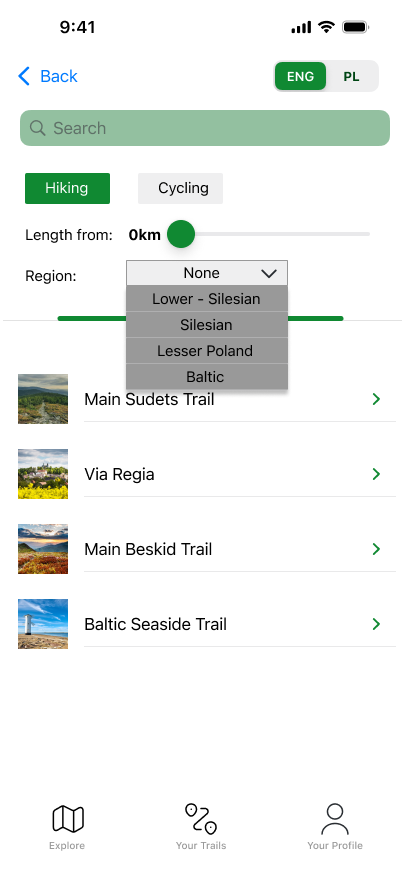 9:41
Back
ENG PL
Search
Hiking Cycling
Length from: 0km
Region: None
Lower - Silesian
Silesian
Lesser Poland
Baltic
Main Sudets Trail
Via Regia
Main Beskid Trail
Baltic Seaside Trail
Explore Your Trails Your Profile